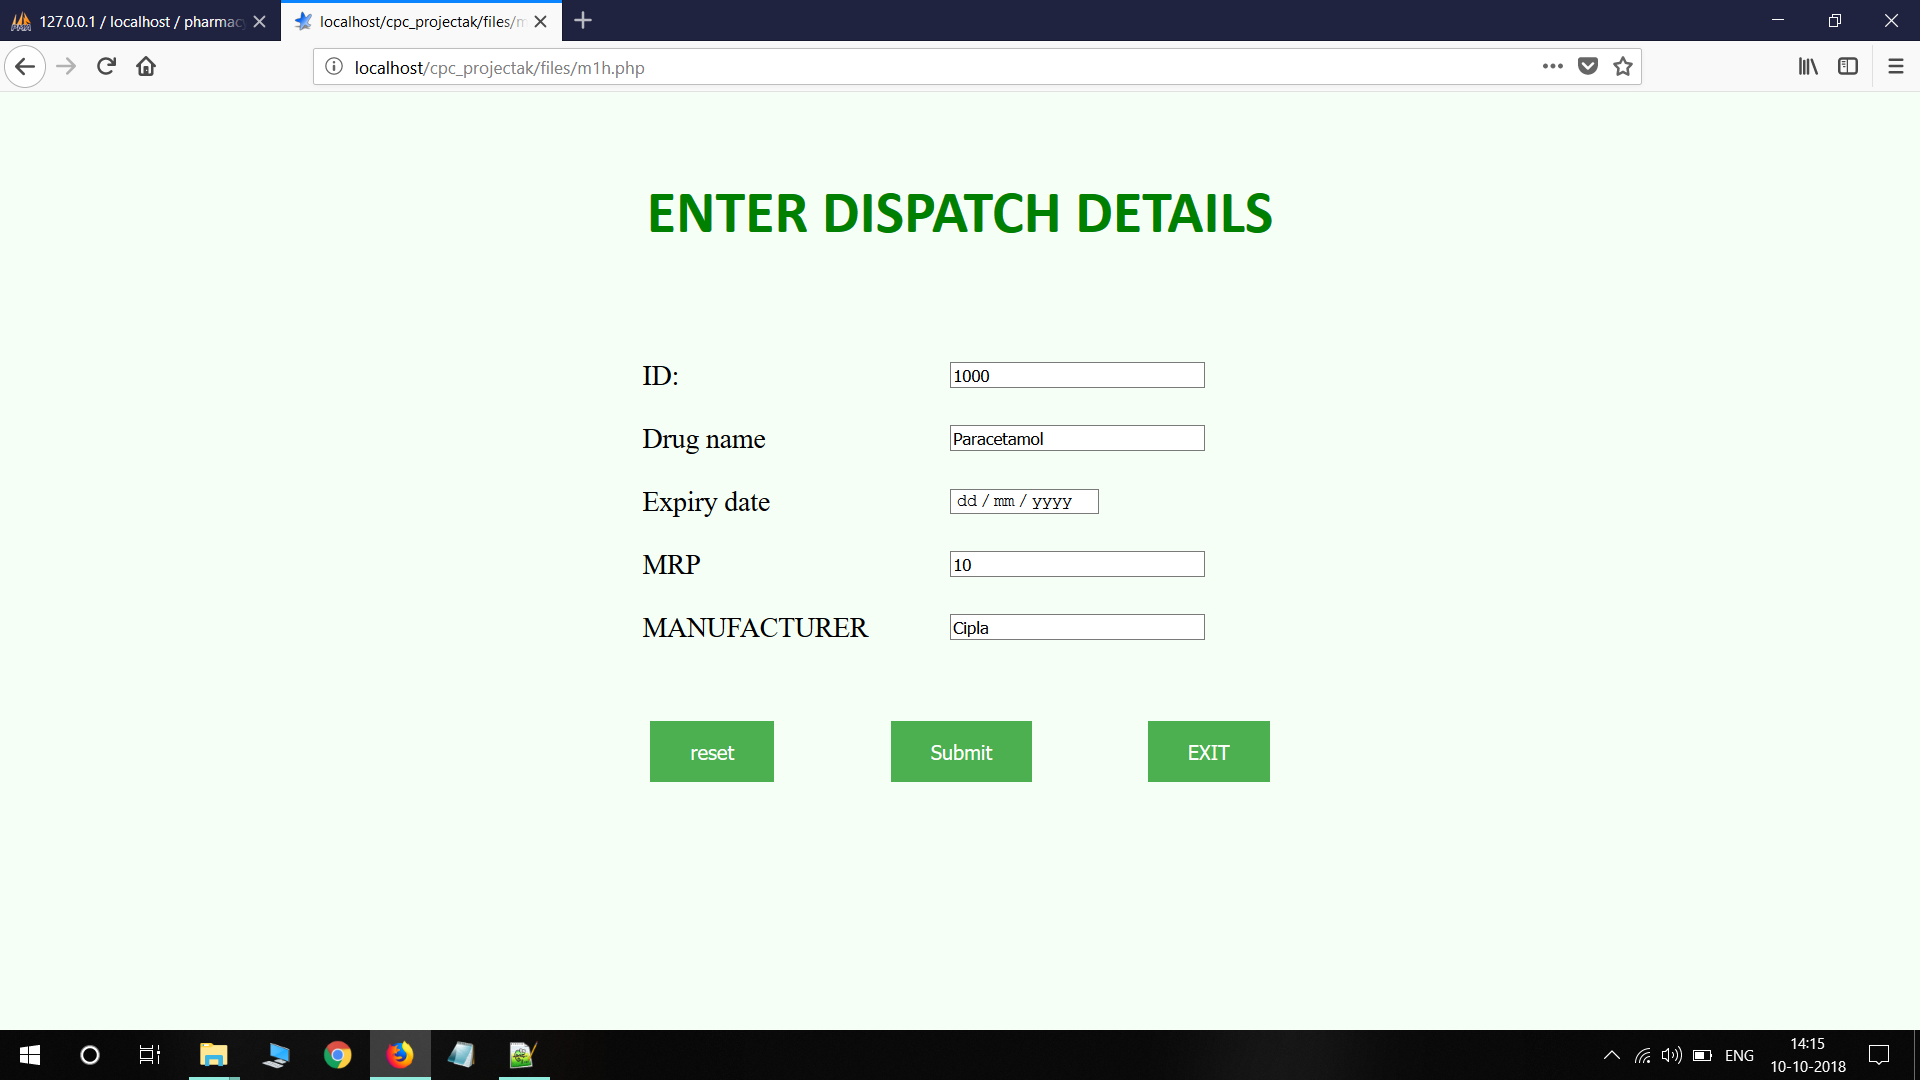 127.0.0.1 / localhost / pharmacy
localhost/cpc_projectak/files/m
localhost/cpc_projectak/files/m1h.php
ENTER DISPATCH DETAILS
ID: 1000
Drug name Paracetamol
Expiry date dd / mm / yyyy
MRP 10
MANUFACTURER Cipla
reset Submit EXIT
ENG 14:15
10-10-2018